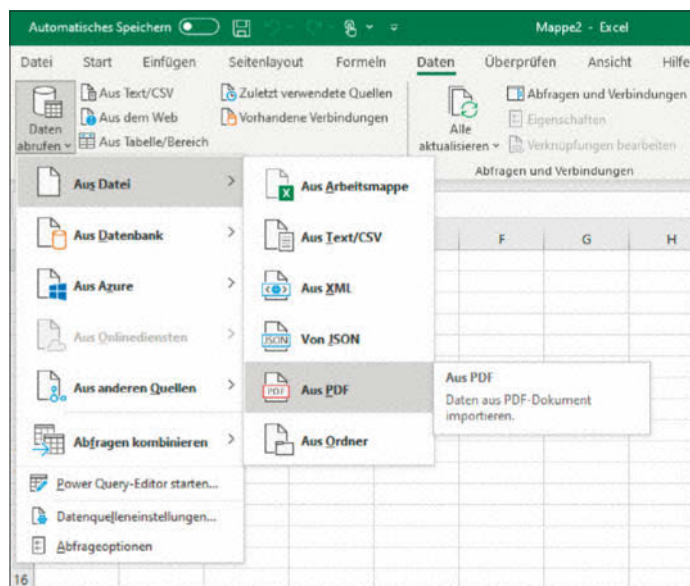 Automatisches Speichern
Mappe2 - Excel
Datei Start Einfügen Seitenlayout Formeln Daten Überprüfen Ansicht Hilfe
Daten
abrufen
Aus Text/CSV
Aus dem Web
Aus Tabelle/Bereich
Zuletzt verwendete Quellen
Vorhandene Verbindungen
Alle
aktualisieren
Abfragen und Verbindungen
Eigenschaften
Verknüpfungen bearbeiten
Abfragen und Verbindungen
Aus Datei
Aus Datenbank
Aus Azure
Aus Onlinediensten
Aus anderen Quellen
Abfragen kombinieren
Power Query-Editor starten...
Datenquelleneinstellungen...
Abfrageoptionen
Aus Arbeitsmappe
Aus Text/CSV
Aus XML
JSON Von JSON
PDF Aus PDF
Aus Ordner
Aus PDF
Daten aus PDF-Dokument
importieren.
F G H
16